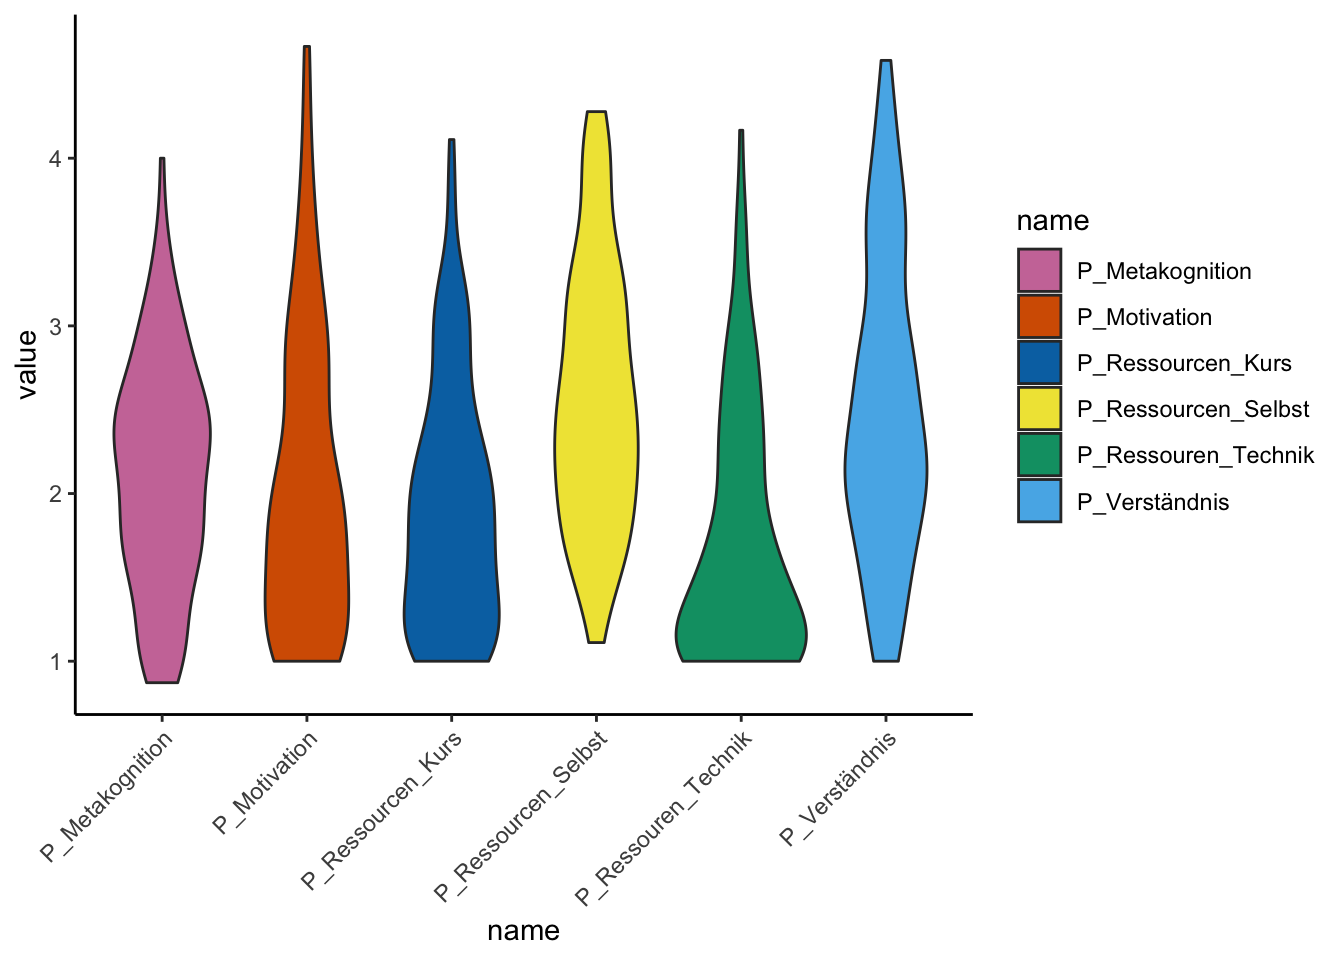 value
4
3
2
1
P_Metakognition
P_Motivation
P_Ressourcen_Kurs
P_Ressourcen_Selbst
P_Ressouren_Technik
P_Verständnis
name
name
P_Metakognition
P_Motivation
P_Ressourcen_Kurs
P_Ressourcen_Selbst
P_Ressouren_Technik
P_Verständnis